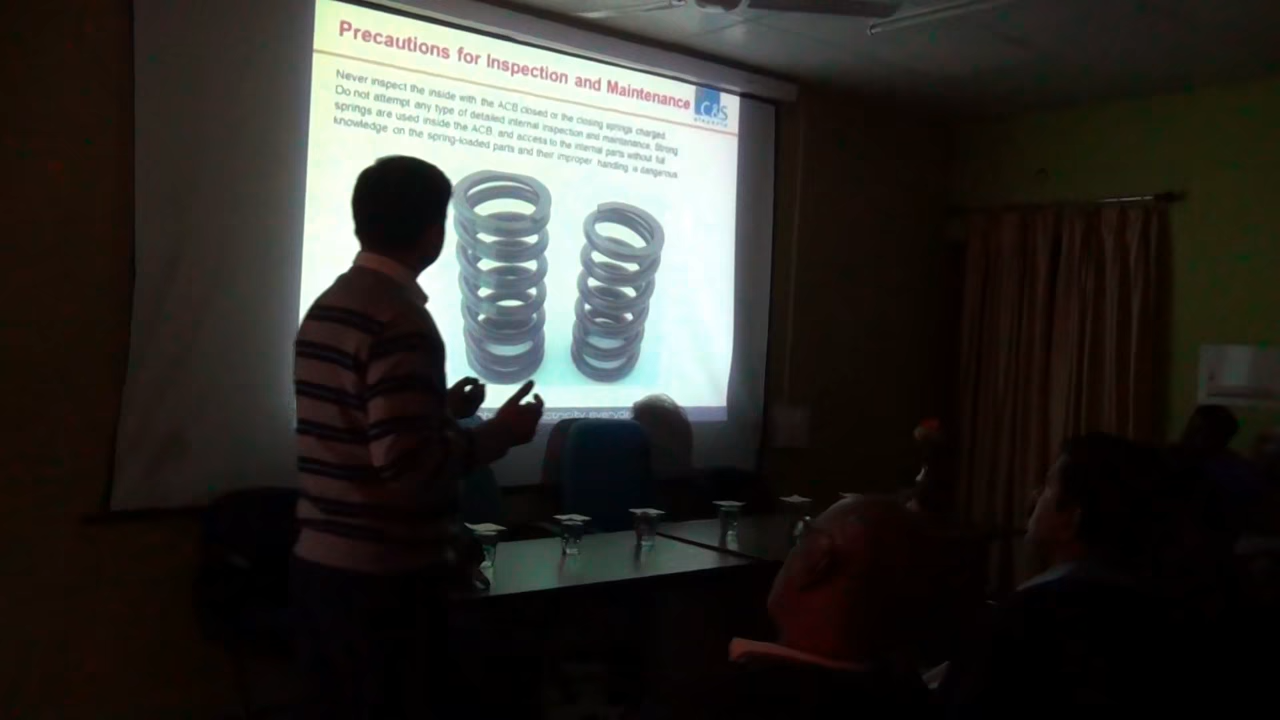 Precautions for Inspection and Maintenance
C&S
Never inspect the inside with the ACB closed or the closing springs charged.
Do not attempt any type of detailed internal inspection and maintenance. Strong
springs are used inside the ACB, and access to the internal parts without full
knowledge on the spring-loaded parts and their improper handling is dangerous